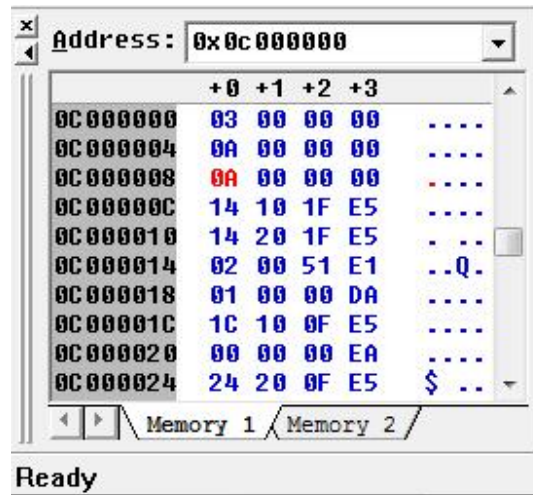 Address: 0x0c000000
+0 +1 +2 +3
0C000000 03 00 00 00 ....
0C000004 0A 00 00 00 ....
0C000008 0A 00 00 00 ....
0C00000C 14 10 1F E5 ....
0C000010 14 20 1F E5 . ..
0C000014 02 00 51 E1 ..Q.
0C000018 01 00 00 DA ....
0C00001C 1C 10 0F E5 ....
0C000020 00 00 00 EA ....
0C000024 24 20 0F E5 $ ..
Memory 1 Memory 2
Ready